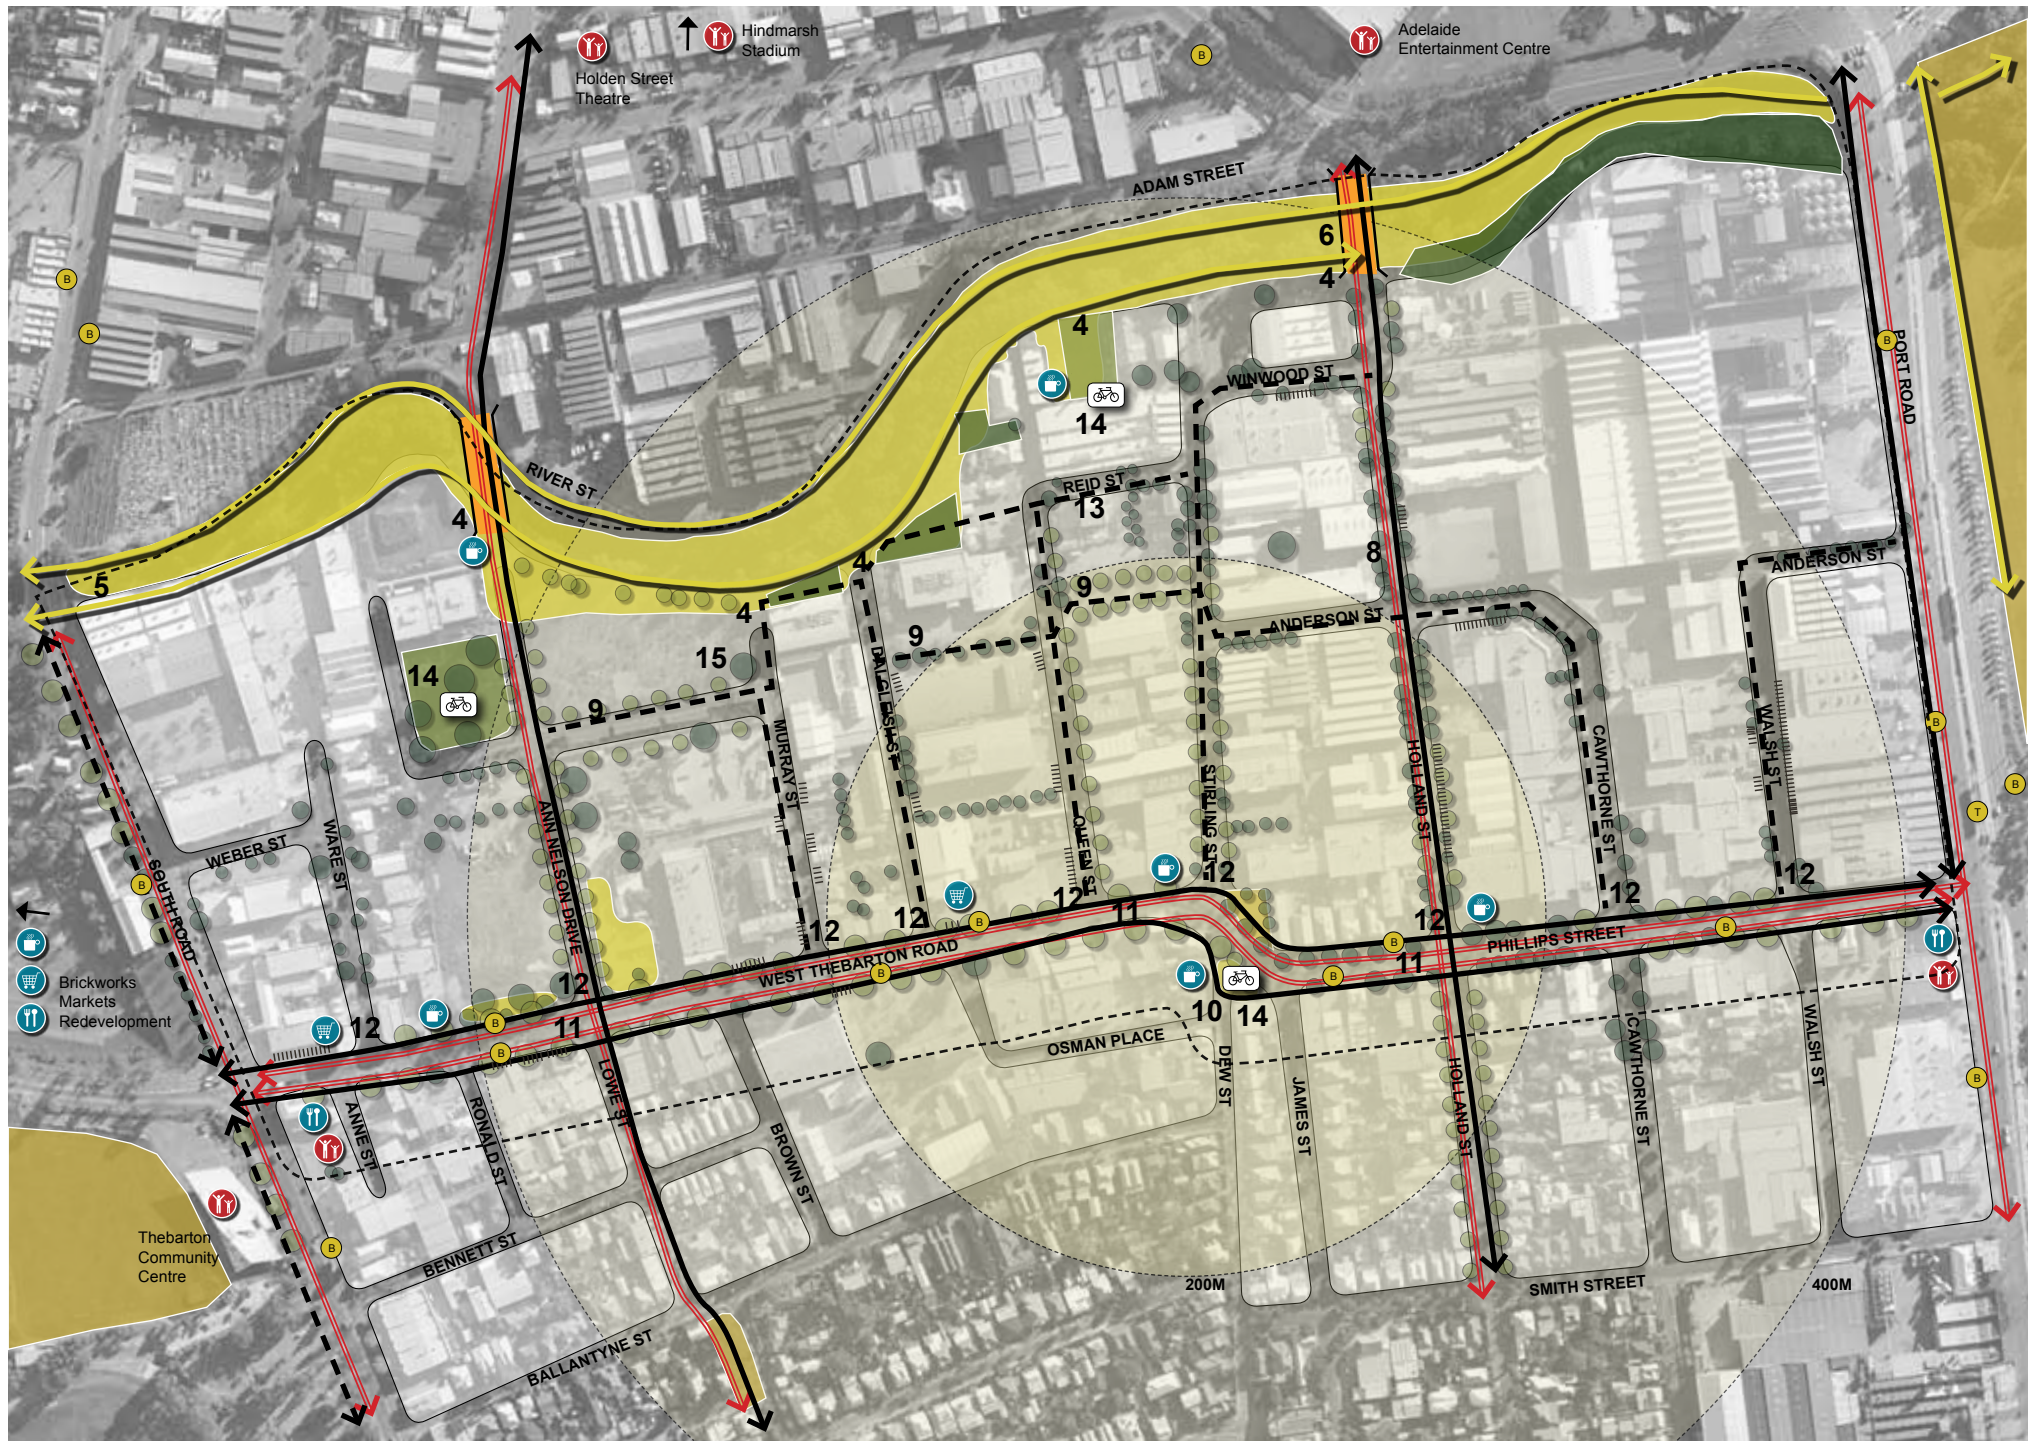 Hindmarsh
Stadium
Adelaide
Entertainment Centre
Holden Street
Theatre
B
ADAM STREET
6
4
B
B
B
PORT ROAD
4
WINWOOD ST
14
RIVER ST
REID ST
13
4
8
4
5
9
4
ANDERSON ST
ANDERSON ST
9
15
14
9
DALGLEISH ST
MURRAY ST
WALSH ST
CAWTHORNE ST
HOLLAND ST
STIRLING ST
QUEEN ST
ANN NELSON DRIVE
B
B
T
WARE ST
WEBER ST
SOUTH ROAD
B
12
12
12
12
11
12
12
12
B
B
B
PHILLIPS STREET
WEST THEBARTON ROAD
B
11
B
12
Brickworks
Markets
Redevelopment
12
B
11
B
10
14
OSMAN PLACE
DEW ST
JAMES ST
HOLLAND ST
CAWTHORNE ST
WALSH ST
B
LOWE ST
ANNE ST
RONALD ST
BROWN ST
Thebarton
Community
Centre
B
BENNETT ST
200M
SMITH STREET
400M
BALLANTYNE ST